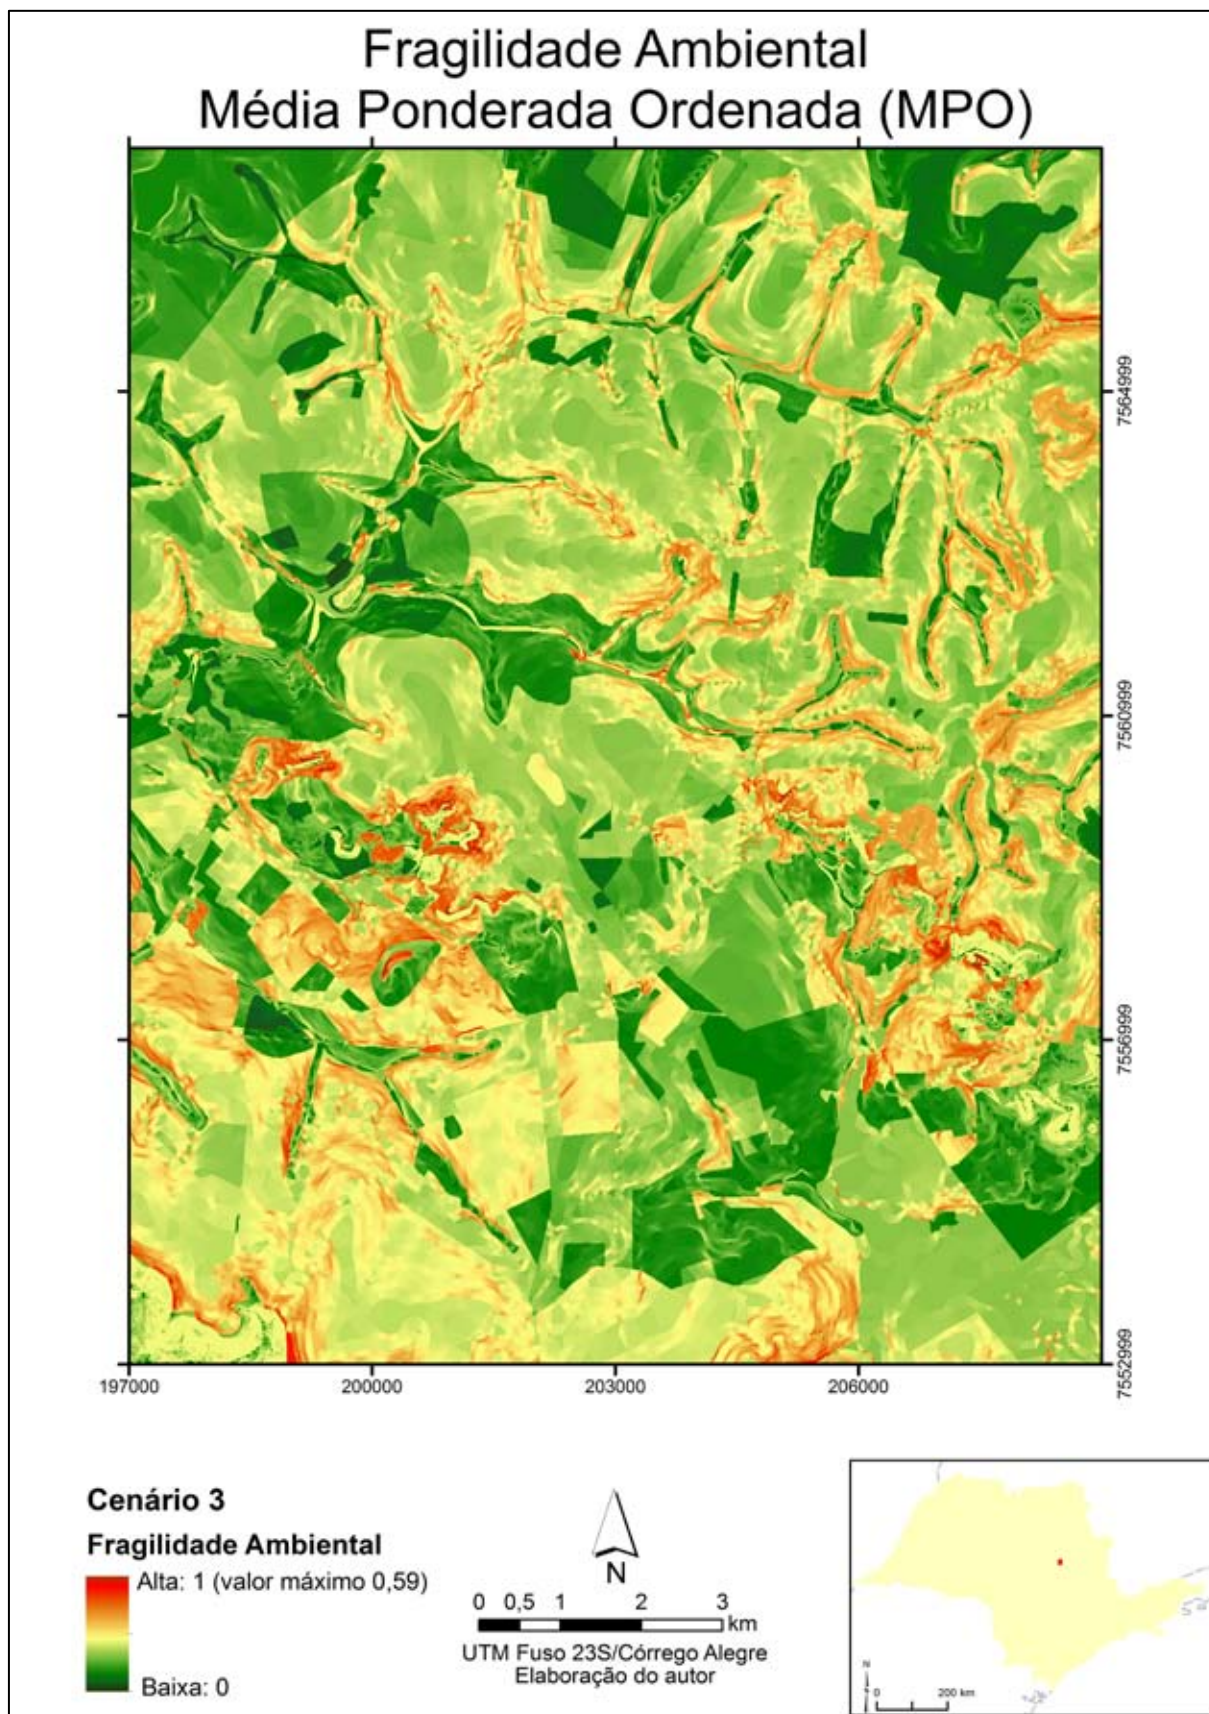 Fragilidade Ambiental
Média Ponderada Ordenada (MPO)
7564999
7560999
7556999
7552999
197000
200000
203000
206000
Cenário 3
Fragilidade Ambiental
Alta: 1 (valor máximo 0,59)
Baixa: 0
N
0 0,5 1 2 3
km
UTM Fuso 23S/Córrego Alegre
Elaboração do autor
N
0 200 km